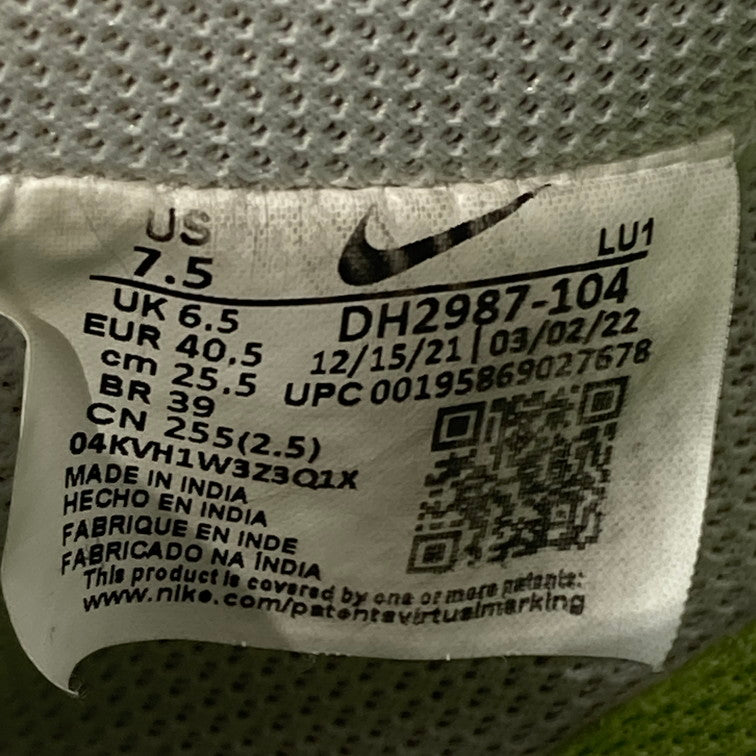 US
7.5
LU1
UK 6.5
EUR 40.5
cm 25.5
BR 39
CN 255(2.5)
DH2987-104
12/15/21 | 03/02/22
UPC 00195869027678
04KVH1W3Z3Q1X
MADE IN INDIA
HECHO EN INDIA
FABRIQUE EN INDE
FABRICADO NA ÍNDIA
This product is covered by one or more patents:
www.nike.com/patentsvirtualmarking